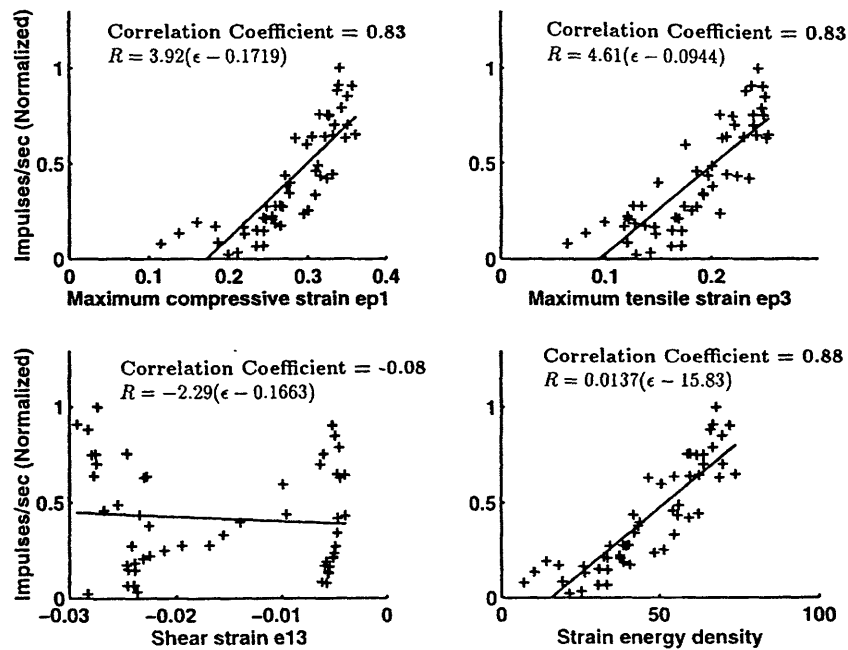 Correlation Coefficient = 0.83
R = 3.92(ϵ − 0.1719)
Impulses/sec (Normalized)
1
0.5
0
0 0.1 0.2 0.3 0.4
Maximum compressive strain ep1
Correlation Coefficient = 0.83
R = 4.61(ϵ − 0.0944)
1
0.5
0
0 0.2
Maximum tensile strain ep3
Correlation Coefficient = -0.08
R = −2.29(ϵ − 0.1663)
Impulses/sec (Normalized)
1
0.5
0
−0.03 −0.02 −0.01 0
Shear strain e13
Correlation Coefficient = 0.88
R = 0.0137(ϵ − 15.83)
1
0.5
0
0 50 100
Strain energy density